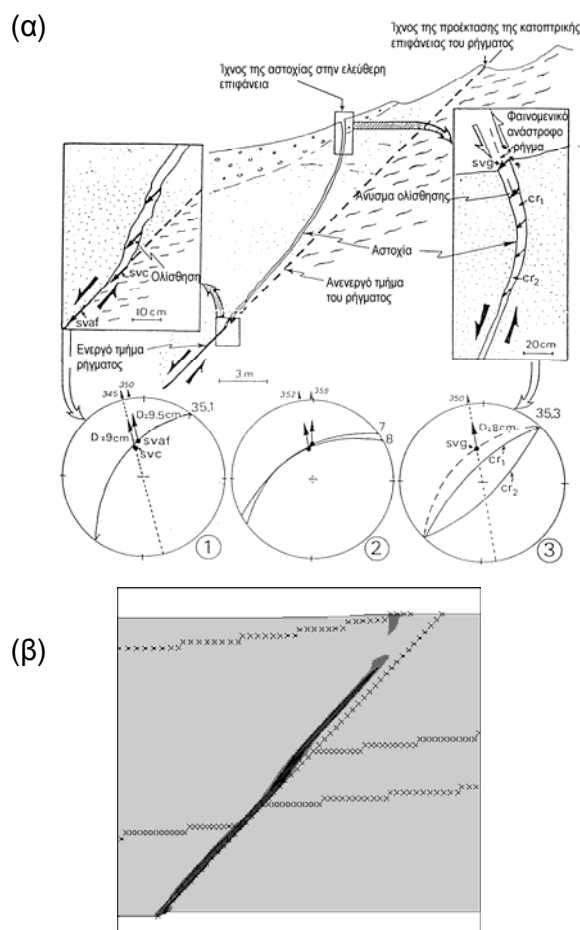 (α)
Ίχνος της προέκτασης της κατοπτρικής
επιφάνειας του ρήγματος
Ίχνος της αστοχίας στην ελεύθερη
επιφάνεια
Φαινομενικό
ανάστροφο
ρήγμα
svg
Άνυσμα ολίσθησης
cr1
Αστοχία
cr2
Ολίσθηση
svc
svaf
10 cm
Ανενεργό τμήμα
του ρήγματος
20cm
Ενεργό τμήμα
ρήγματος
3 m
345 350
35,1
D=9.5cm
D=9cm
svaf
svc
1
352 358
7
8
2
350
35,3
D=8cm
svg
cr1
cr2
3
(β)